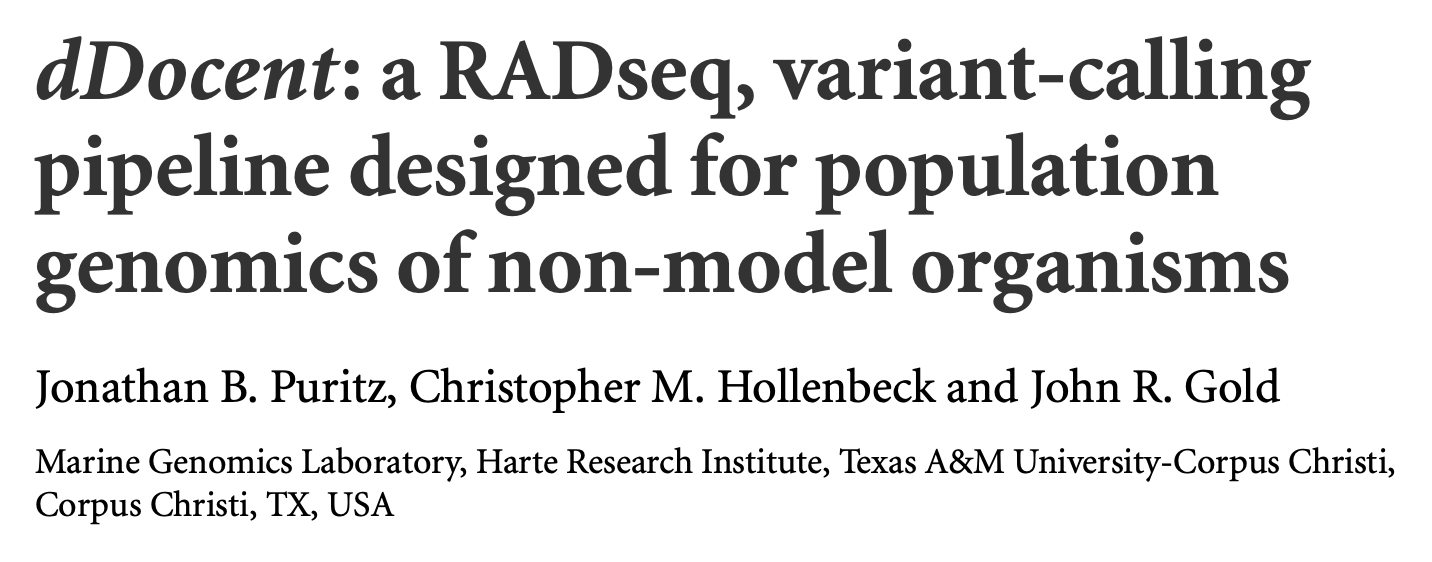 dDocent: a RADseq, variant-calling
pipeline designed for population
genomics of non-model organisms
Jonathan B. Puritz, Christopher M. Hollenbeck and John R. Gold
Marine Genomics Laboratory, Harte Research Institute, Texas A&M University-Corpus Christi,
Corpus Christi, TX, USA